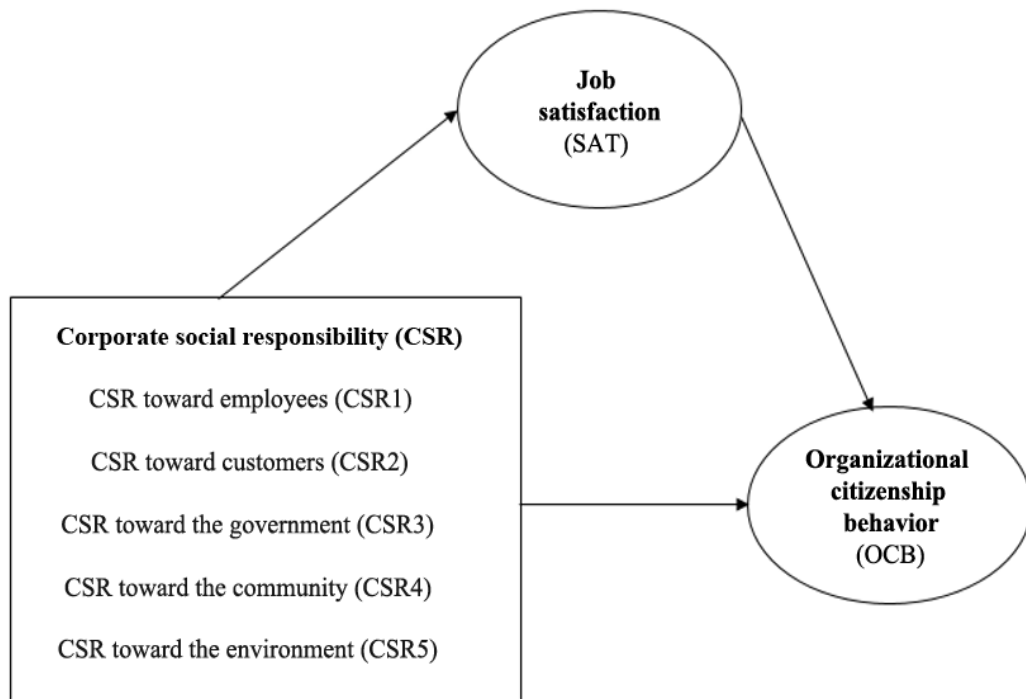 Job
satisfaction
(SAT)
Corporate social responsibility (CSR)
CSR toward employees (CSR1)
CSR toward customers (CSR2)
CSR toward the government (CSR3)
CSR toward the community (CSR4)
CSR toward the environment (CSR5)
Organizational
citizenship
behavior
(OCB)